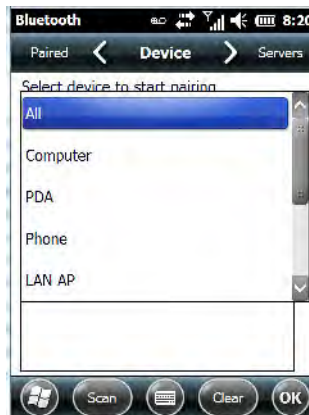 Bluetooth 8:20
Paired Device Servers
Select device to start pairing
All
Computer
PDA
Phone
LAN AP
Scan Clear OK